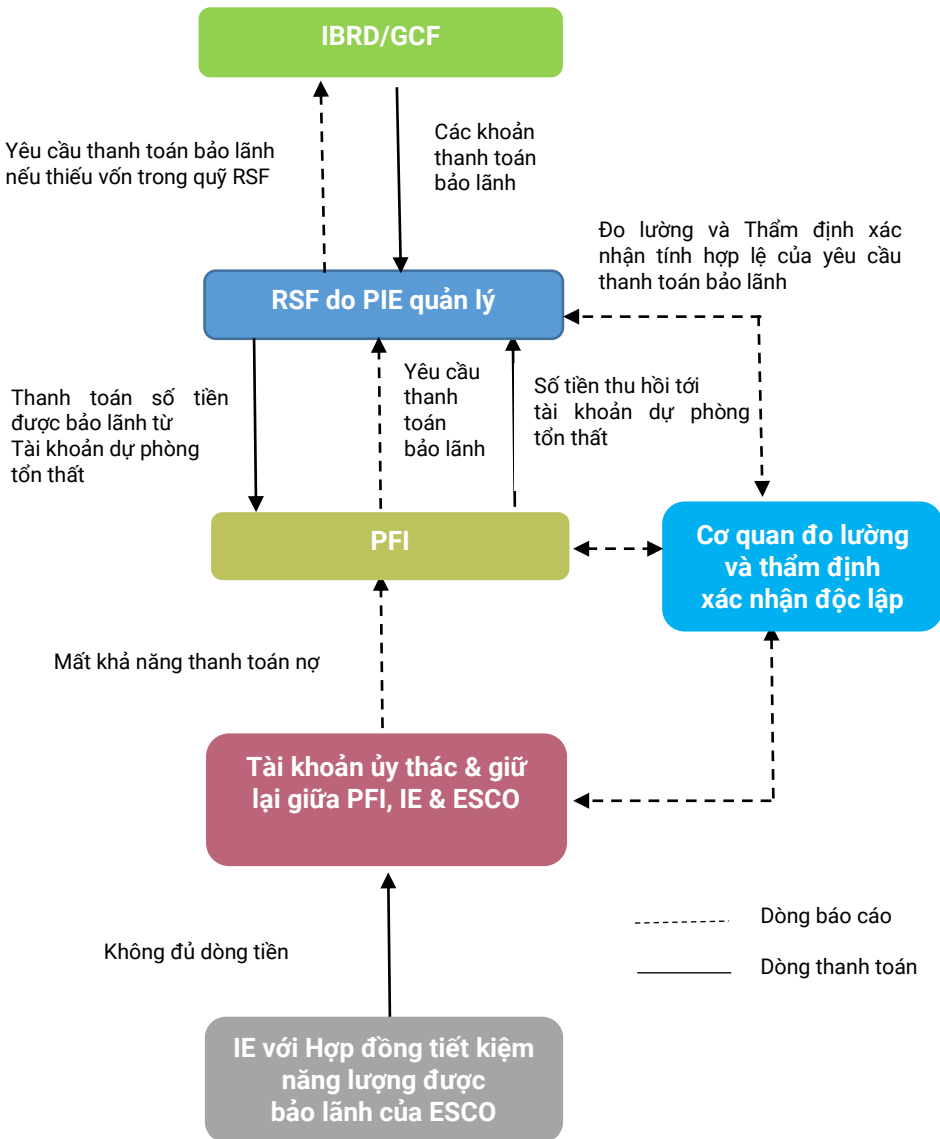 IBRD/GCF
Yêu cầu thanh toán bảo lãnh
nếu thiếu vốn trong quỹ RSF
Các khoản
thanh toán
bảo lãnh
Đo lường và Thẩm định xác
nhận tính hợp lệ của yêu cầu
thanh toán bảo lãnh
RSF do PIE quản lý
Thanh toán số tiền
được bảo lãnh từ
Tài khoản dự phòng
tổn thất
Yêu cầu
thanh
toán
bảo lãnh
Số tiền thu hồi tới
tài khoản dự phòng
tổn thất
PFI
Cơ quan đo lường
và thẩm định
xác nhận độc lập
Mất khả năng thanh toán nợ
Tài khoản ủy thác & giữ
lại giữa PFI, IE & ESCO
Không đủ dòng tiền
Dòng báo cáo
Dòng thanh toán
IE với Hợp đồng tiết kiệm
năng lượng được
bảo lãnh của ESCO